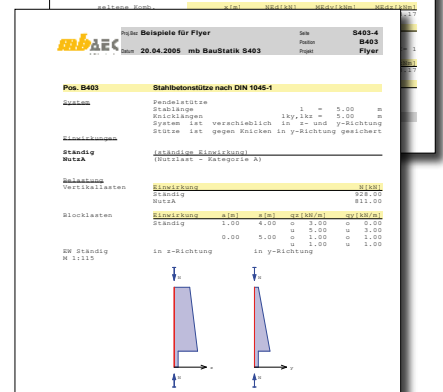 seltene Komb. x[m] NEd[kN] MEdy[kNm] MEdz[kNm]
.17
mb AEC
Proj.Bez Beispiele für Flyer Seite S403-4
Position B403
Datum 20.04.2005 mb BauStatik S403 Projekt Flyer
Pos. B403 Stahlbetonstütze nach DIN 1045-1
System Pendelstütze
Stablänge l = 5.00 m
Knicklängen lky,lkz = 5.00 m
System ist verschieblich in z- und y-Richtung
Stütze ist gegen Knicken in y-Richtung gesichert
Einwirkungen
Ständig (ständige Einwirkung)
NutzA (Nutzlast - Kategorie A)
Belastung
Vertikallasten Einwirkung N[kN]
Ständig 928.00
NutzA 811.00
Blocklasten Einwirkung a[m] s[m] qz[kN/m] qy[kN/m]
Ständig 1.00 4.00 o 3.00 o 0.00
u 5.00 u 3.00
0.00 5.00 o 1.00 o 0.00
u 1.00 u 1.00
EW Ständig in z-Richtung in y-Richtung
M 1:115